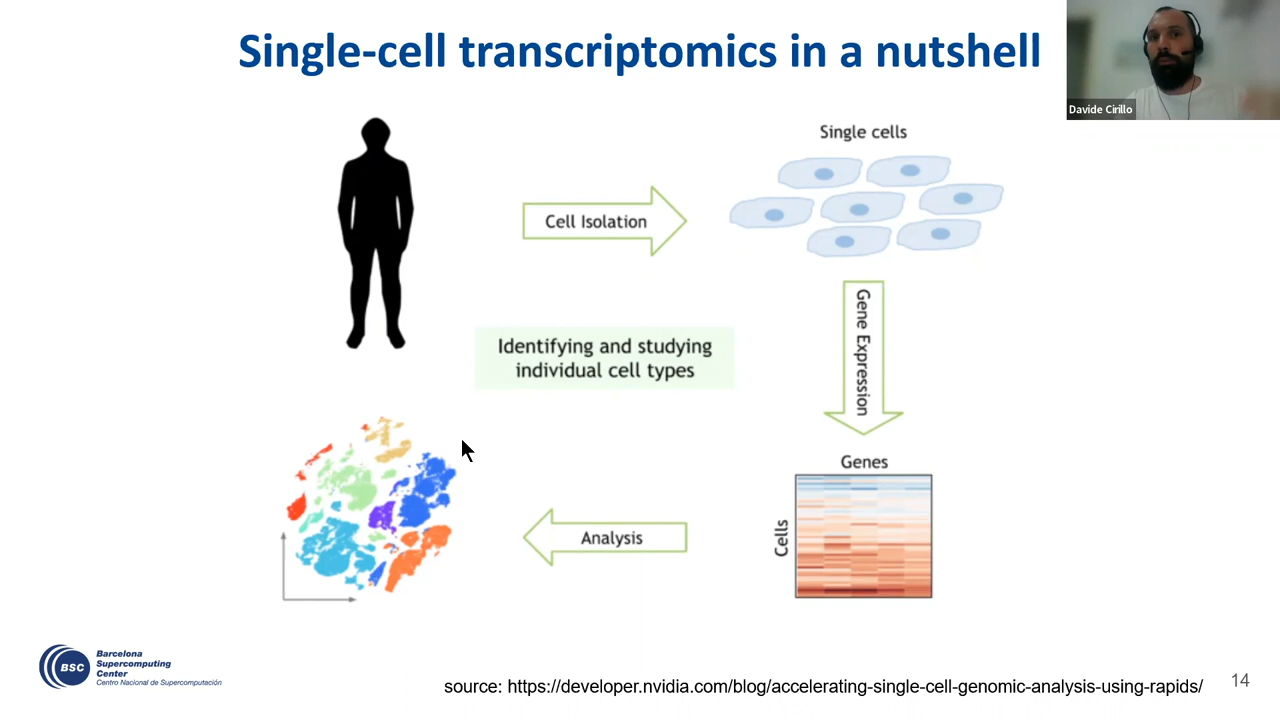 Single-cell transcriptomics in a nutshell
Davide Cirillo
Single cells
Cell Isolation
Gene Expression
Identifying and studying
individual cell types
Genes
Cells
Analysis
BSC
Barcelona
Supercomputing
Center
Centro Nacional de Supercomputación
source: https://developer.nvidia.com/blog/accelerating-single-cell-genomic-analysis-using-rapids/
14